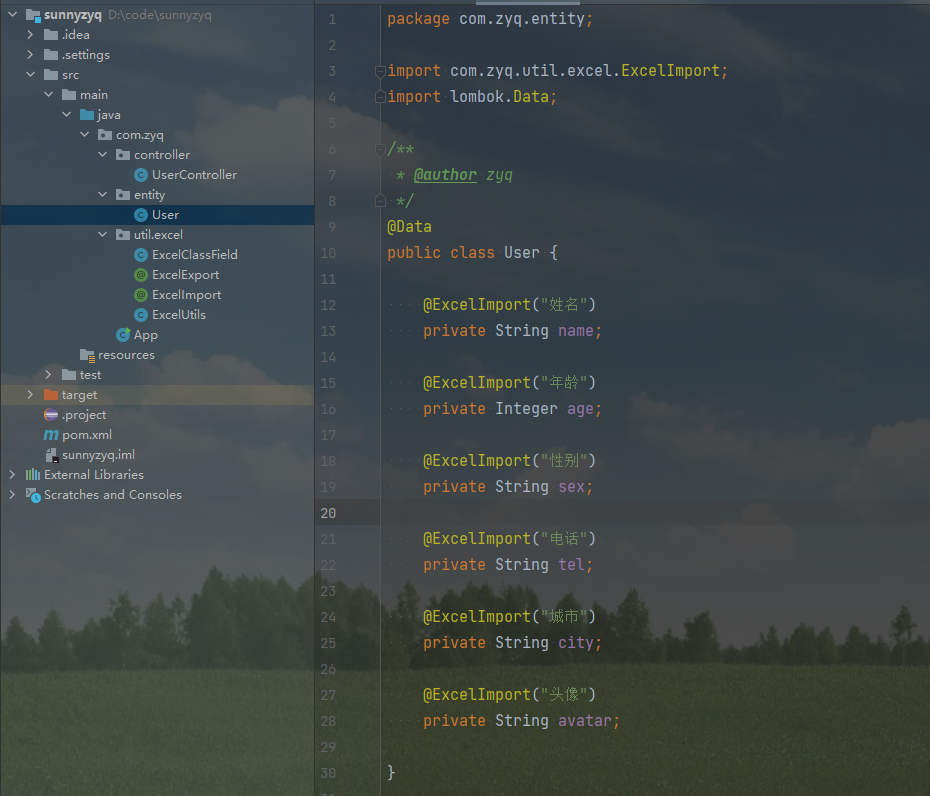 sunnyzyq D:\code\sunnyzyq
.idea
.settings
src
main
java
com.zyq
controller
UserController
entity
User
util.excel
ExcelClassField
ExcelExport
ExcelImport
ExcelUtils
App
resources
test
target
.project
pom.xml
sunnyzyq.iml
External Libraries
Scratches and Consoles
1 package com.zyq.entity;
2
3 import com.zyq.util.excel.ExcelImport;
4 import lombok.Data;
5
6 /**
7 * @author zyq
8 */
9 @Data
10 public class User {
11
12 @ExcelImport("姓名")
13 private String name;
14
15 @ExcelImport("年龄")
16 private Integer age;
17
18 @ExcelImport("性别")
19 private String sex;
20
21 @ExcelImport("电话")
22 private String tel;
23
24 @ExcelImport("城市")
25 private String city;
26
27 @ExcelImport("头像")
28 private String avatar;
29
30 }